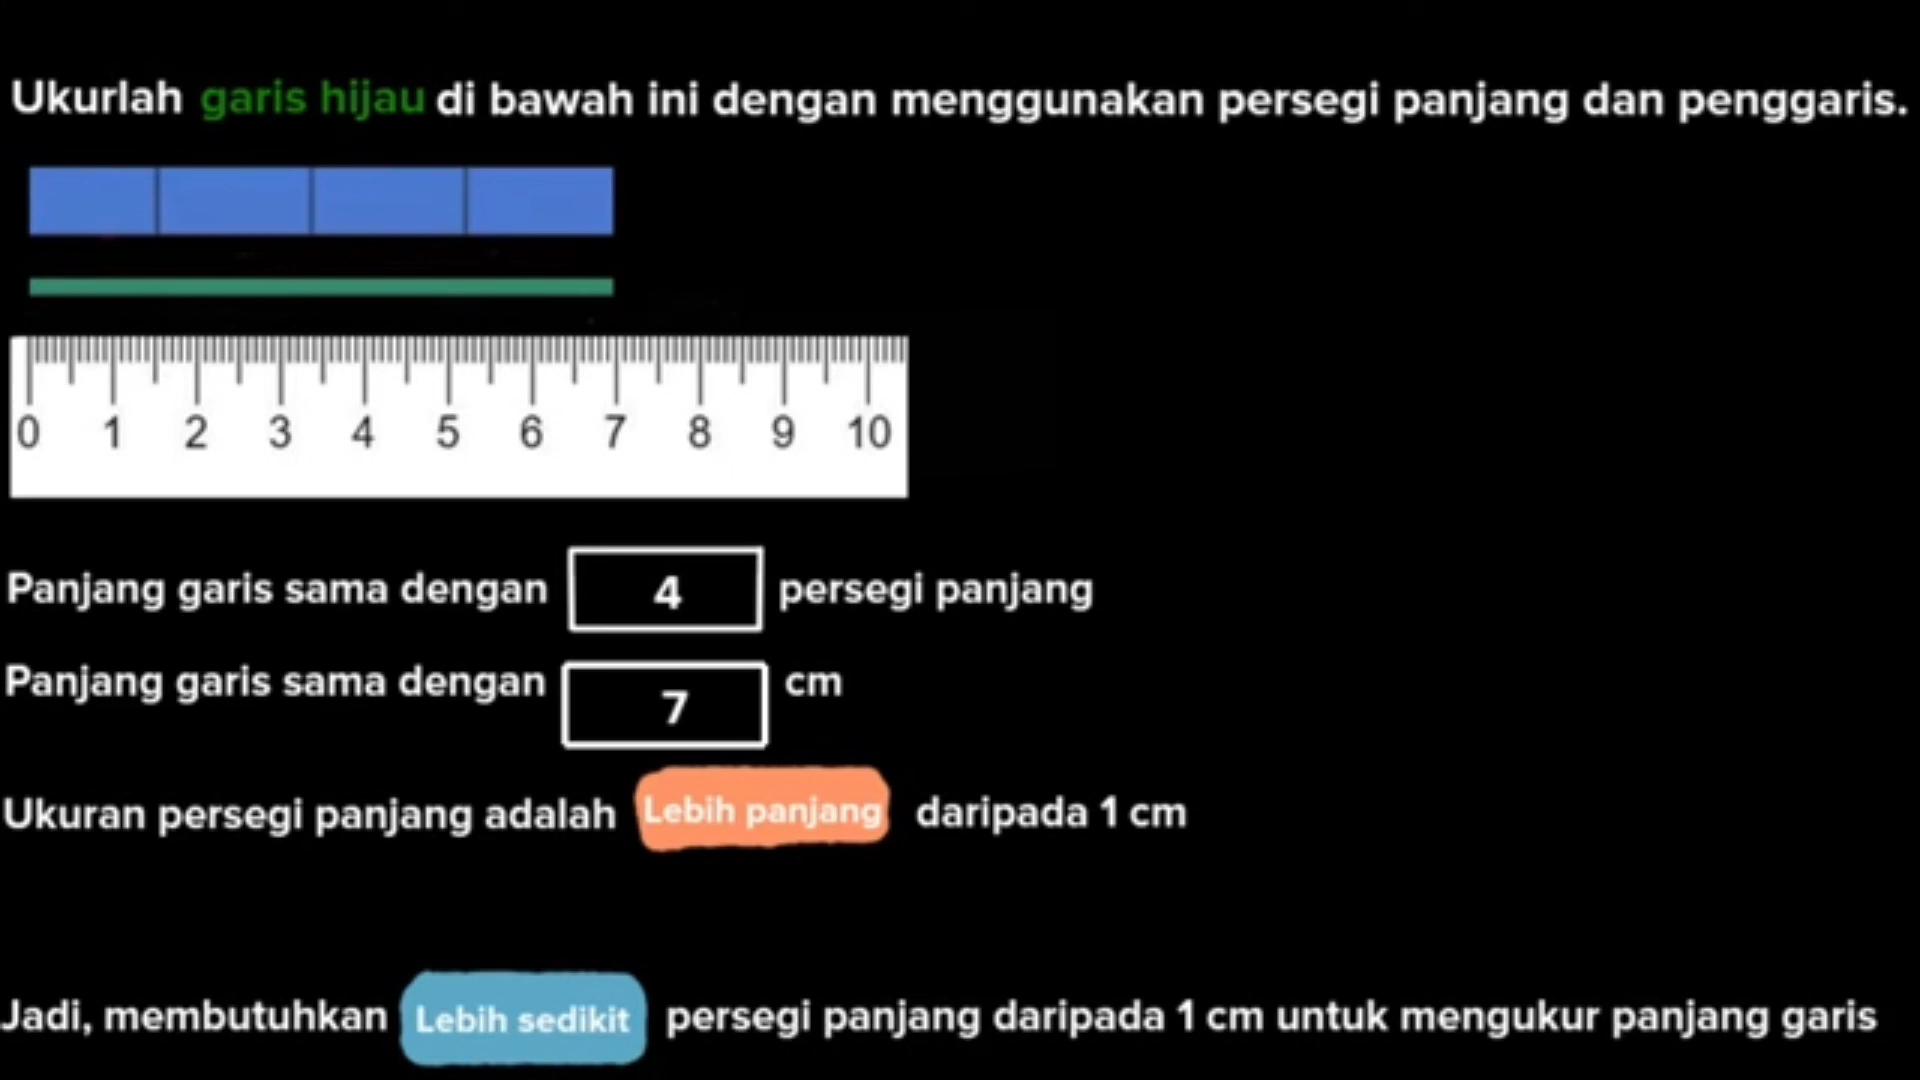 Ukurlah garis hijau di bawah ini dengan menggunakan persegi panjang dan penggaris.
0 1 2 3 4 5 6 7 8 9 10
Panjang garis sama dengan 4 persegi panjang
Panjang garis sama dengan 7 cm
Ukuran persegi panjang adalah Lebih panjang daripada 1 cm
Jadi, membutuhkan Lebih sedikit persegi panjang daripada 1 cm untuk mengukur panjang garis